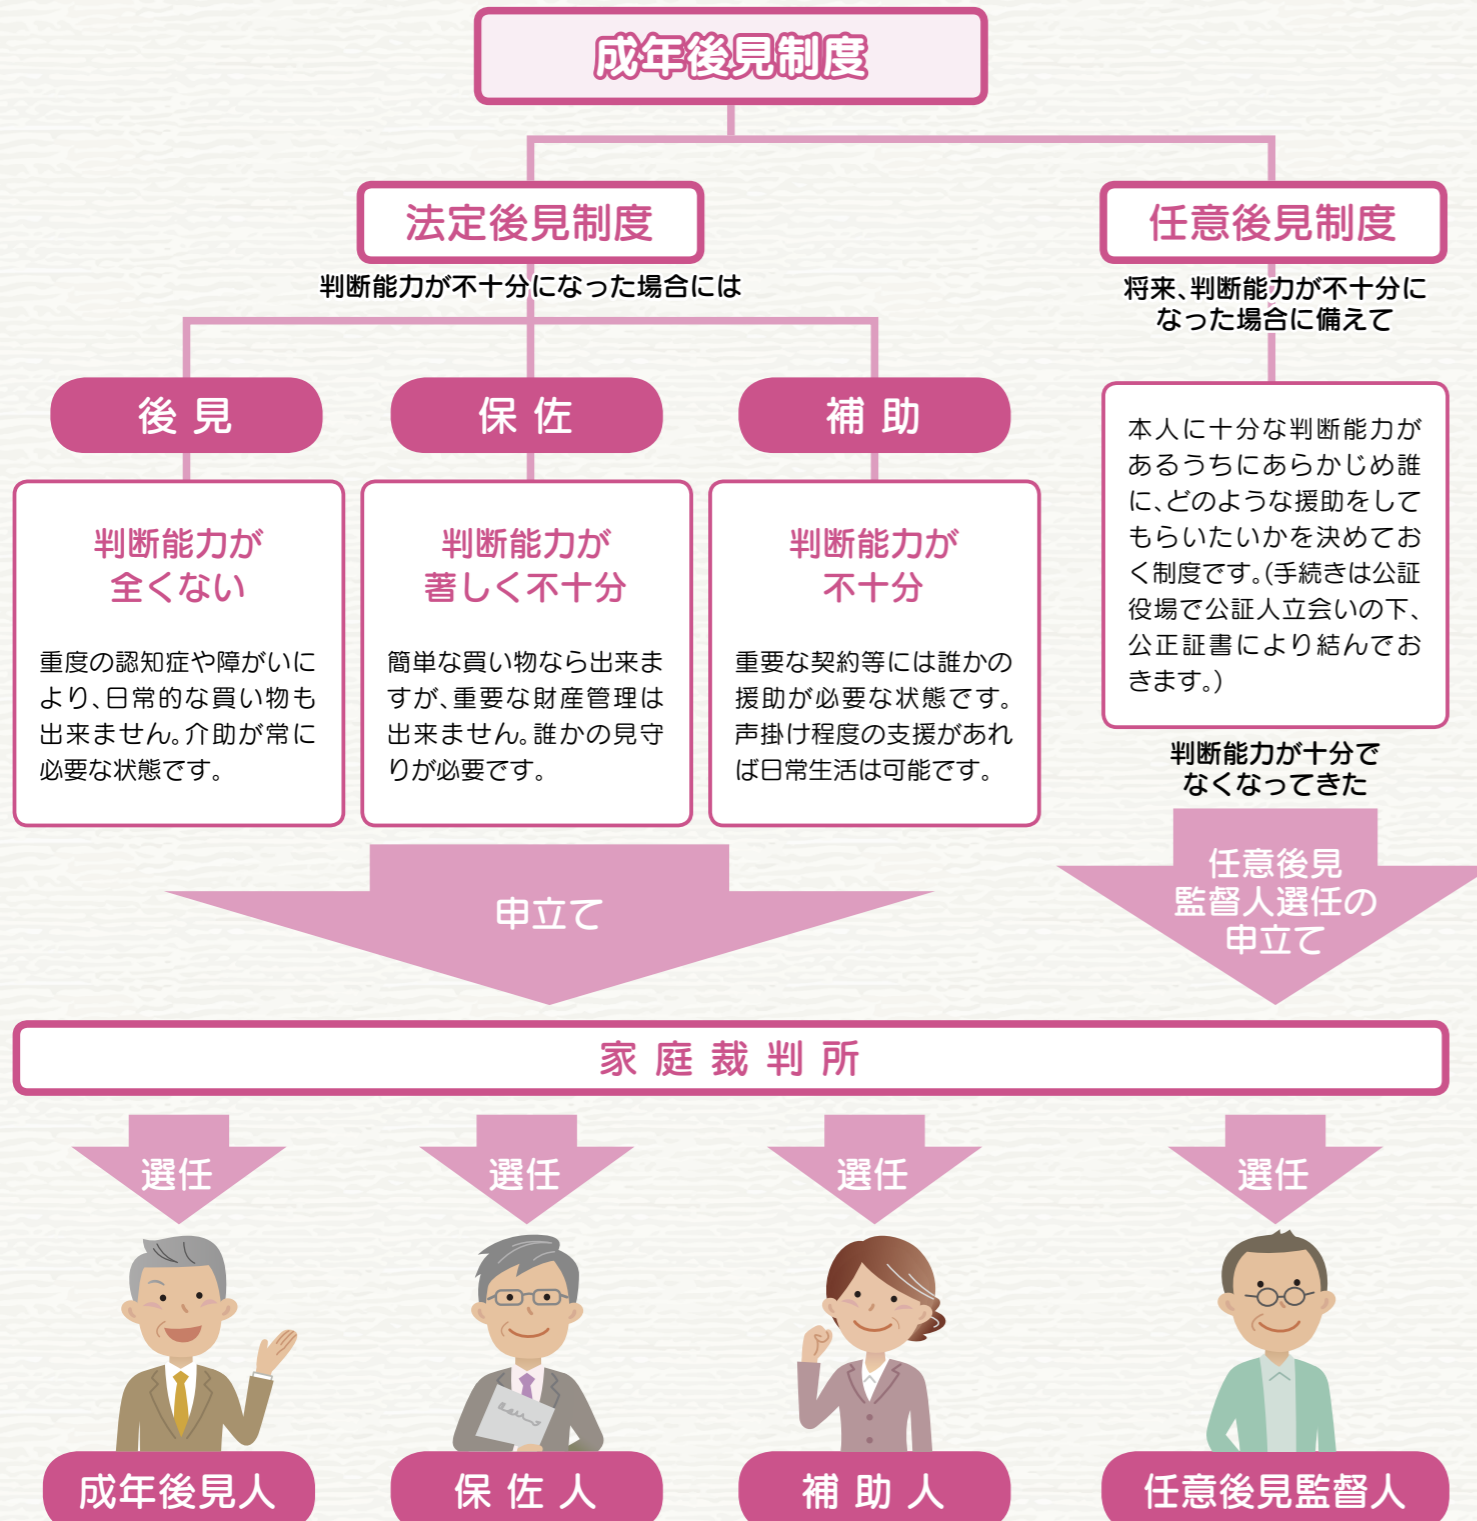 成年後見制度
法定後見制度
判断能力が不十分になった場合には
後見
判断能力が
全くない
重度の認知症や障がいに
より、日常的な買い物も
出来ません。介助が常に
必要な状態です。
保佐
判断能力が
著しく不十分
簡単な買い物なら出来ま
すが、重要な財産管理は
出来ません。誰かの見守
りが必要です。
補助
判断能力が
不十分
重要な契約等には誰かの
援助が必要な状態です。
声掛け程度の支援があれ
ば日常生活は可能です。
申立て
任意後見制度
将来、判断能力が不十分に
なった場合に備えて
本人に十分な判断能力が
あるうちにあらかじめ誰
に、どのような援助をして
もらいたいかを決めてお
く制度です。(手続きは公証
役場で公証人立会いの下、
公正証書により結んでお
きます。)
判断能力が十分で
なくなってきた
任意後見
監督人選任の
申立て
家庭裁判所
選任
選任
選任
選任
成年後見人
保佐人
補助人
任意後見監督人